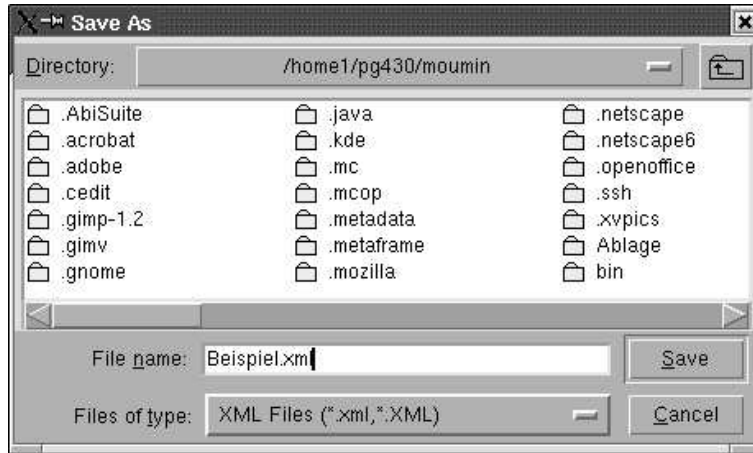 Save As
Directory: /home1/pg430/moumin
.AbiSuite .java .netscape
.acrobat .kde .netscape6
.adobe .mc .openoffice
.cedit .mcop .ssh
.gimp-1.2 .metadata .xvpics
.gimv .metaframe Ablage
.gnome .mozilla bin
File name: Beispiel.xml Save
Files of type: XML Files (*.xml,*.XML) Cancel